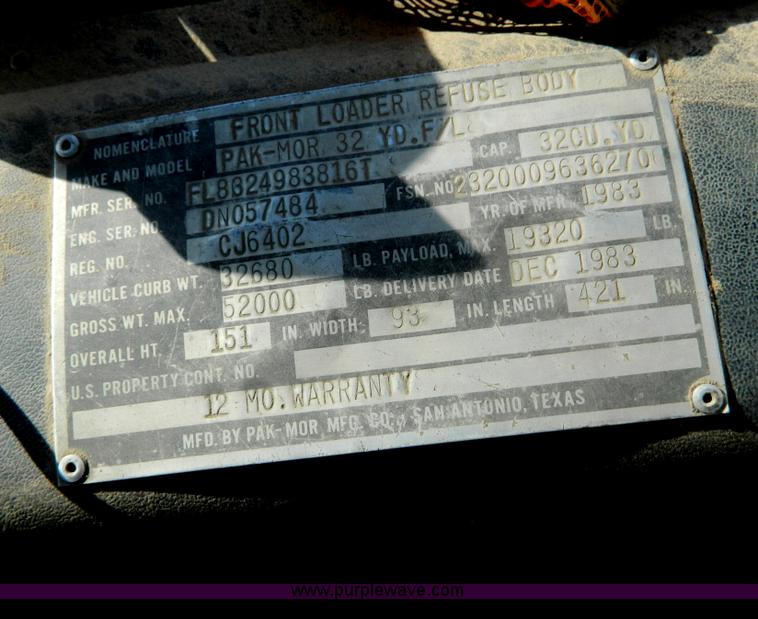 NOMENCLATURE FRONT LOADER REFUSE BODY
MAKE AND MODEL PAK-MOR 32 YD.F/L
CAP. 32CU.YD
MFR. SER. NO. FL8824983816T FSN. NO 2320009636270
ENG. SER. NO. DN057484 YR. OF MFR. 1983
REG. NO. CJ6402
VEHICLE CURB WT. 32680 LB. PAYLOAD, MAX. 19320 LB.
GROSS WT. MAX. 52000 LB. DELIVERY DATE DEC 1983
OVERALL HT. 151 IN. WIDTH 93 IN. LENGTH 421 IN.
U.S. PROPERTY CONT. NO.
12 MO. WARRANTY
MFD. BY PAK-MOR MFG. CO., SAN ANTONIO, TEXAS
www.purplewave.com